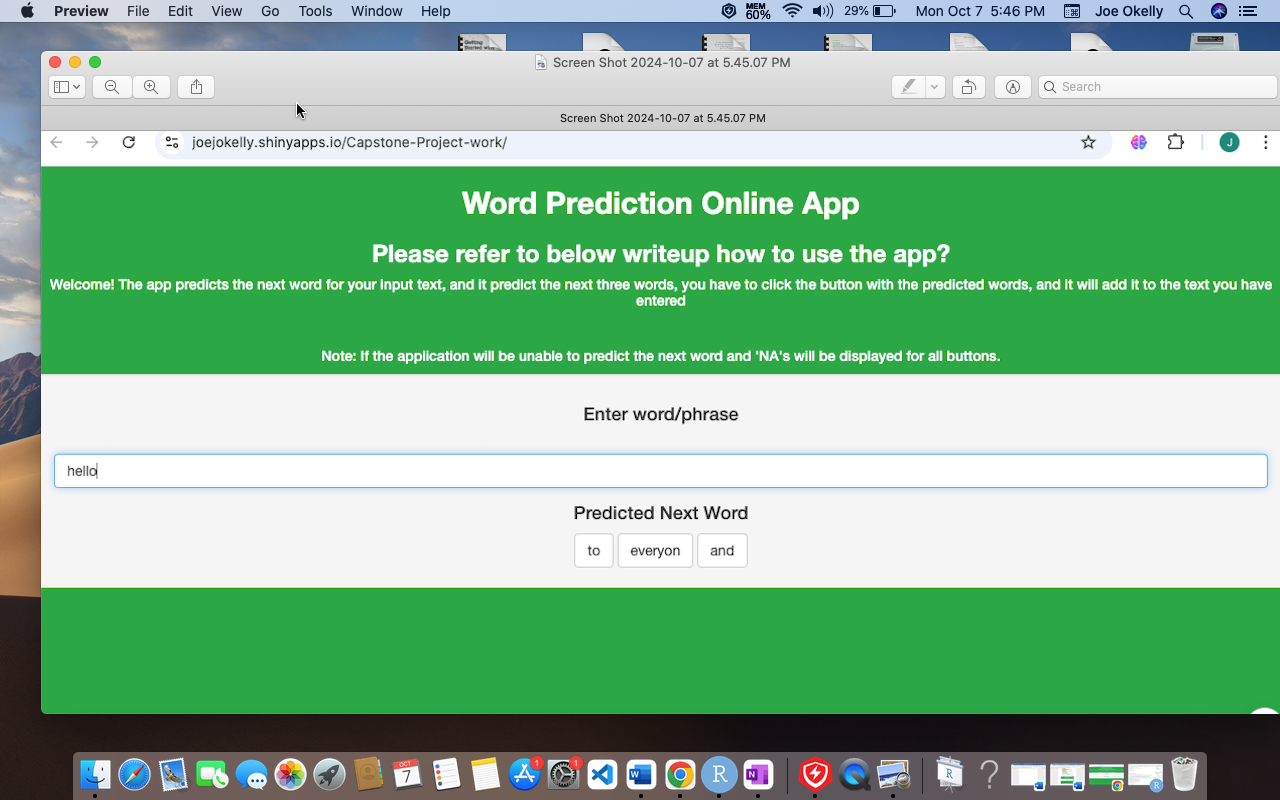 Preview File Edit View Go Tools Window Help MEM 60% 29% Mon Oct 7 5:46 PM Joe Okelly
Getting
Screen Shot 2024-10-07 at 5.45.07 PM
Search
Screen Shot 2024-10-07 at 5.45.07 PM
joejokelly.shinyapps.io/Capstone-Project-work/ J
Word Prediction Online App
Please refer to below writeup how to use the app?
Welcome! The app predicts the next word for your input text, and it predict the next three words, you have to click the button with the predicted words, and it will add it to the text you have
entered
Note: If the application will be unable to predict the next word and 'NA's will be displayed for all buttons.
Enter word/phrase
hello
Predicted Next Word
to everyon and
OCT 7 1 1 W R N R ?